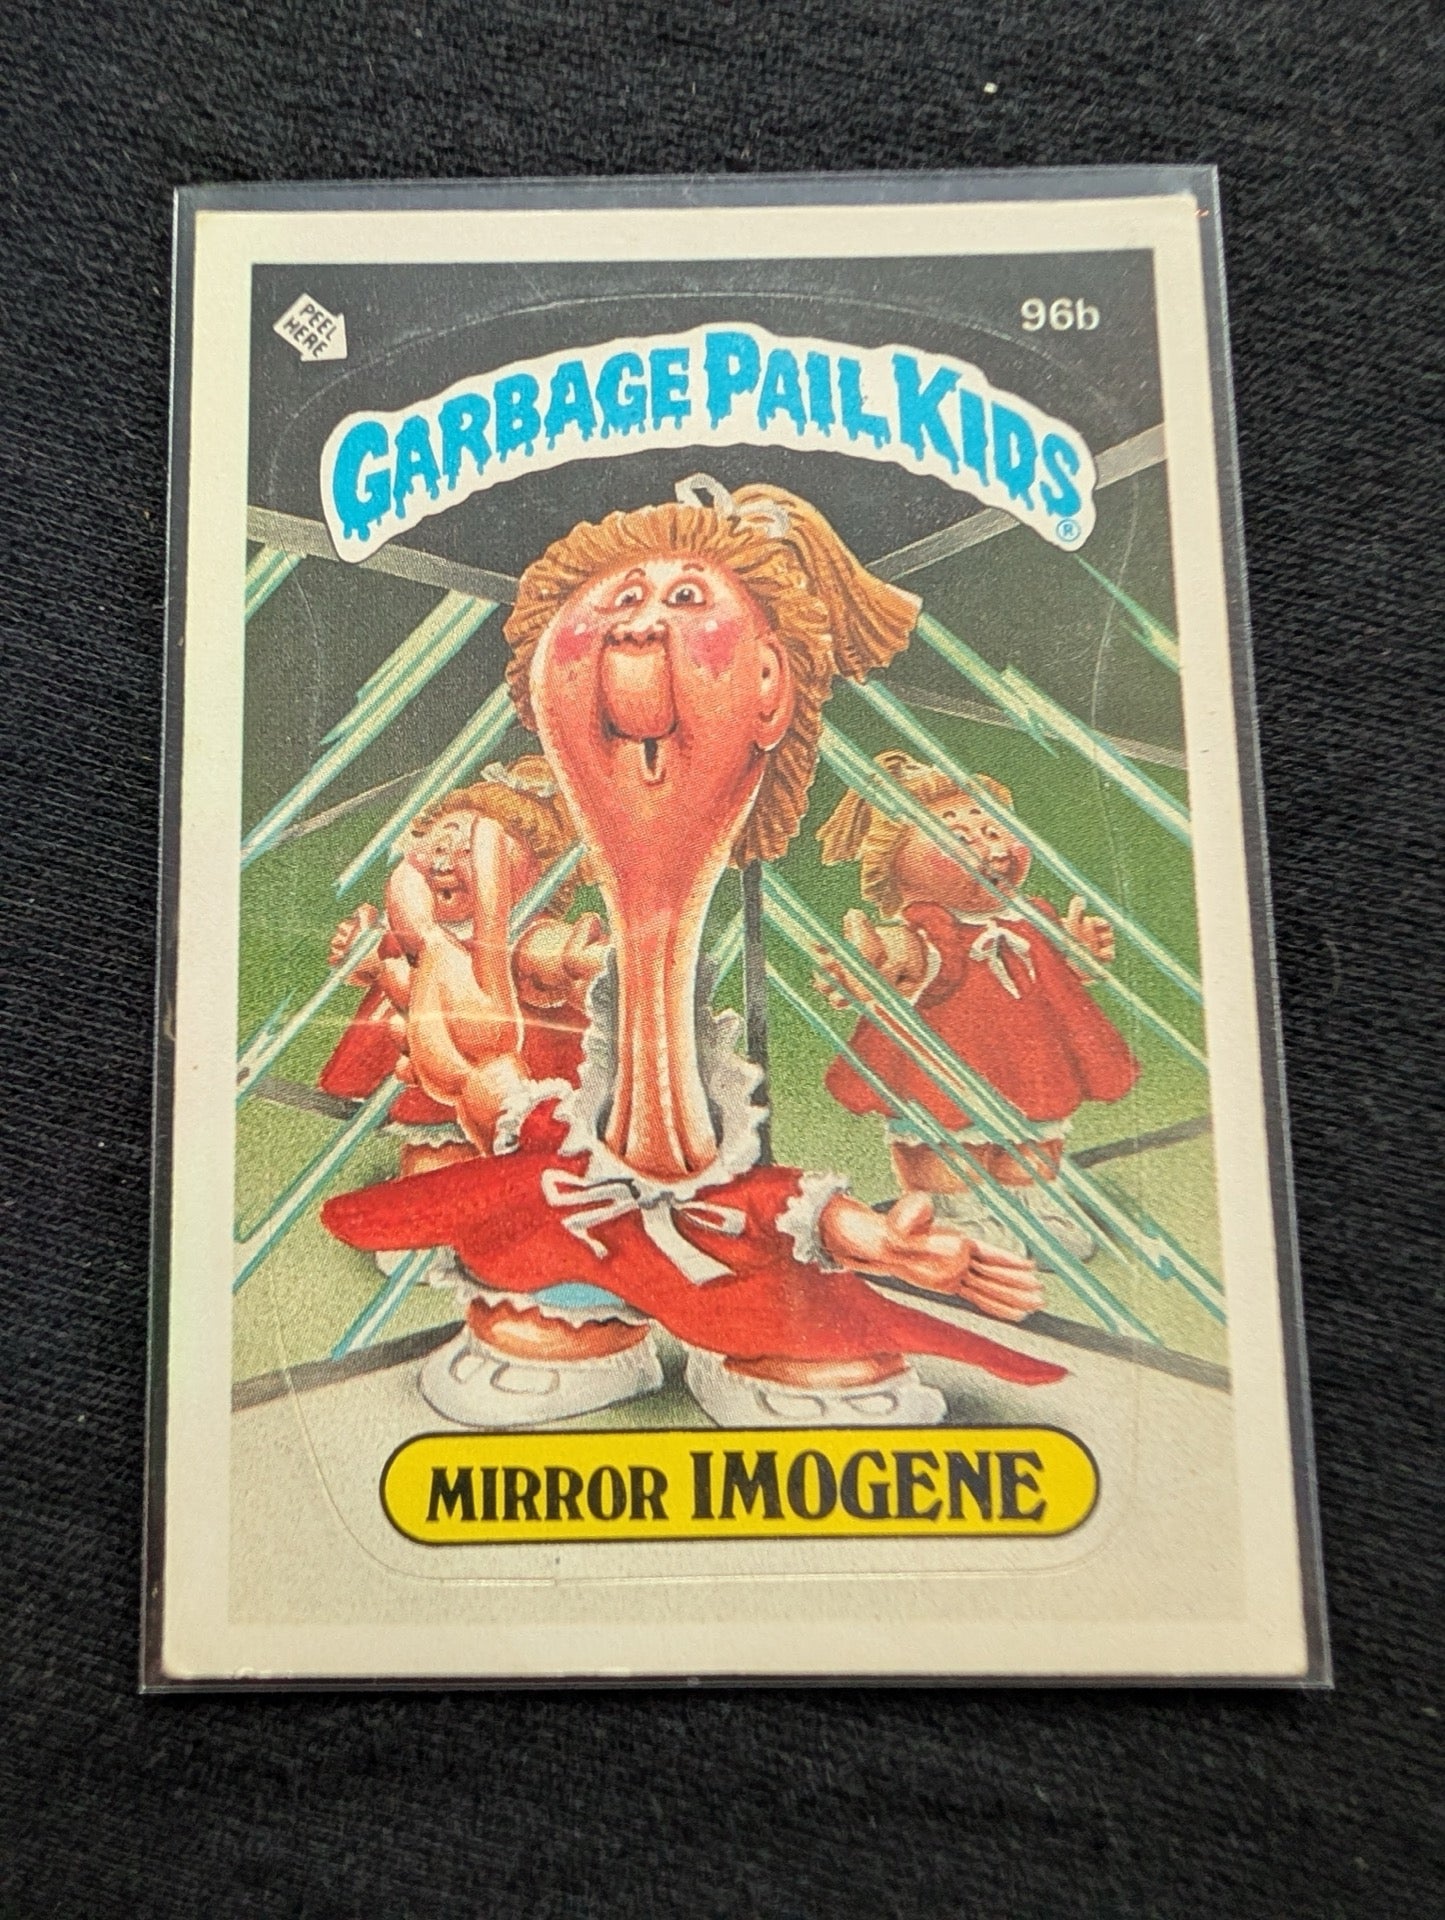 PEEL
HERE
96b
GARBAGE PAIL KIDS
®
MIRROR IMOGENE